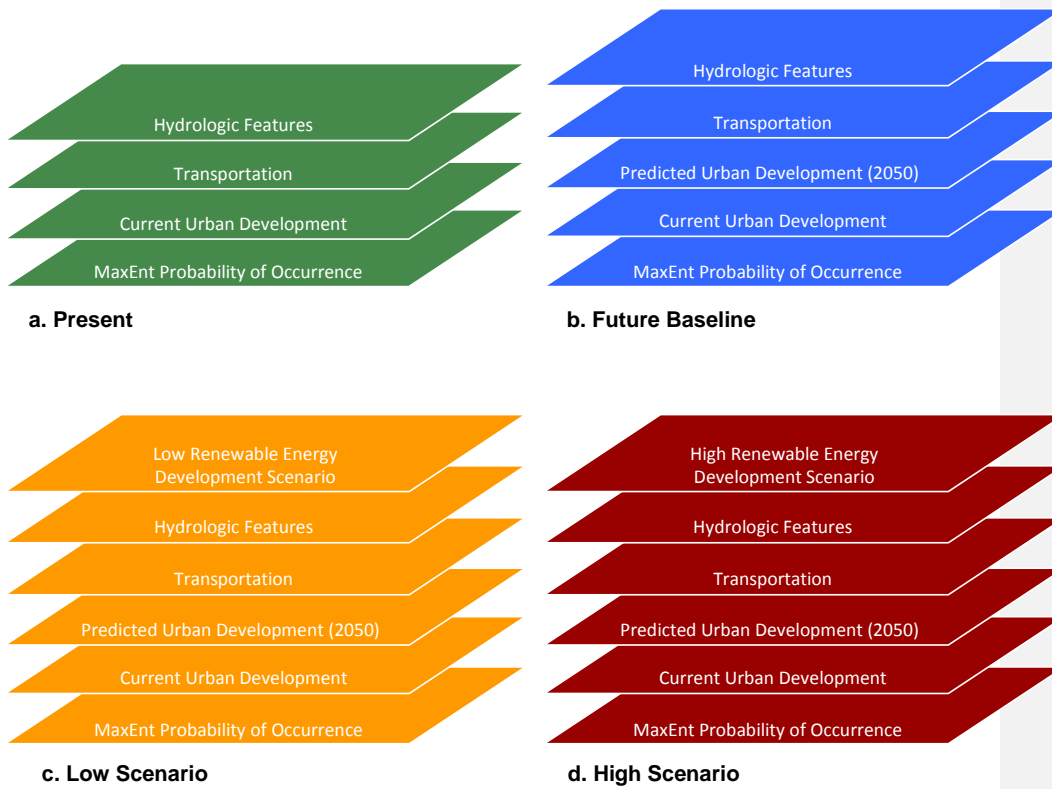 Hydrologic Features
Transportation
Current Urban Development
MaxEnt Probability of Occurrence
a. Present
Hydrologic Features
Transportation
Predicted Urban Development (2050)
Current Urban Development
MaxEnt Probability of Occurrence
b. Future Baseline
Low Renewable Energy
Development Scenario
Hydrologic Features
Transportation
Predicted Urban Development (2050)
Current Urban Development
MaxEnt Probability of Occurrence
c. Low Scenario
High Renewable Energy
Development Scenario
Hydrologic Features
Transportation
Predicted Urban Development (2050)
Current Urban Development
MaxEnt Probability of Occurrence
d. High Scenario